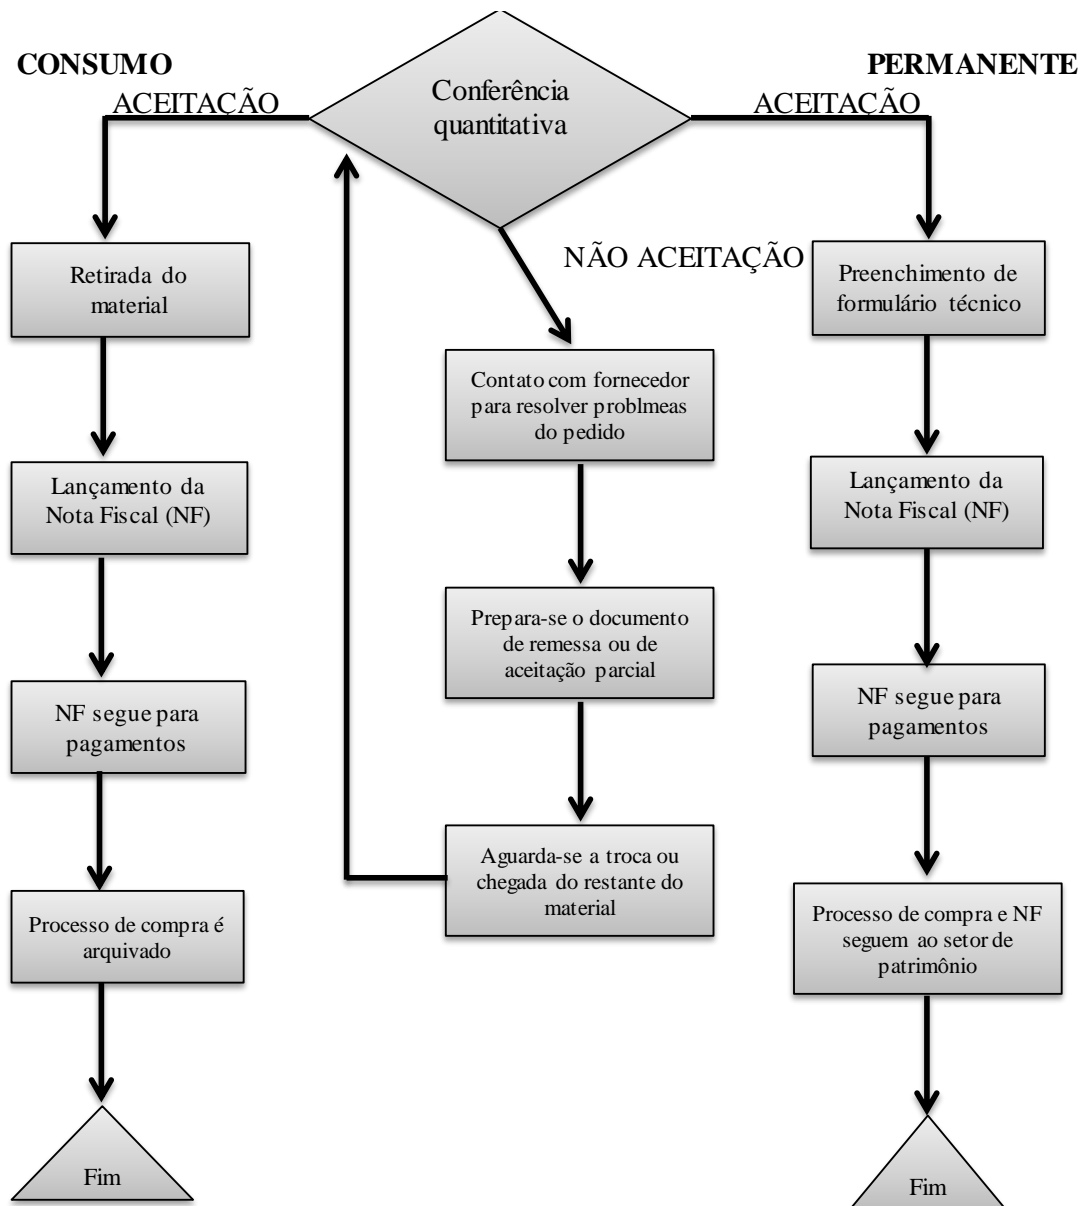 CONSUMO
ACEITAÇÃO
Conferência
quantitativa
PERMANENTE
ACEITAÇÃO
NÃO ACEITAÇÃO
Retirada do
material
Lançamento da
Nota Fiscal (NF)
NF segue para
pagamentos
Processo de compra é
arquivado
Fim
Contato com fornecedor
para resolver problmeas
do pedido
Prepara-se o documento
de remessa ou de
aceitação parcial
Aguarda-se a troca ou
chegada do restante do
material
Preenchimento de
formulário técnico
Lançamento da
Nota Fiscal (NF)
NF segue para
pagamentos
Processo de compra e NF
seguem ao setor de
patrimônio
Fim